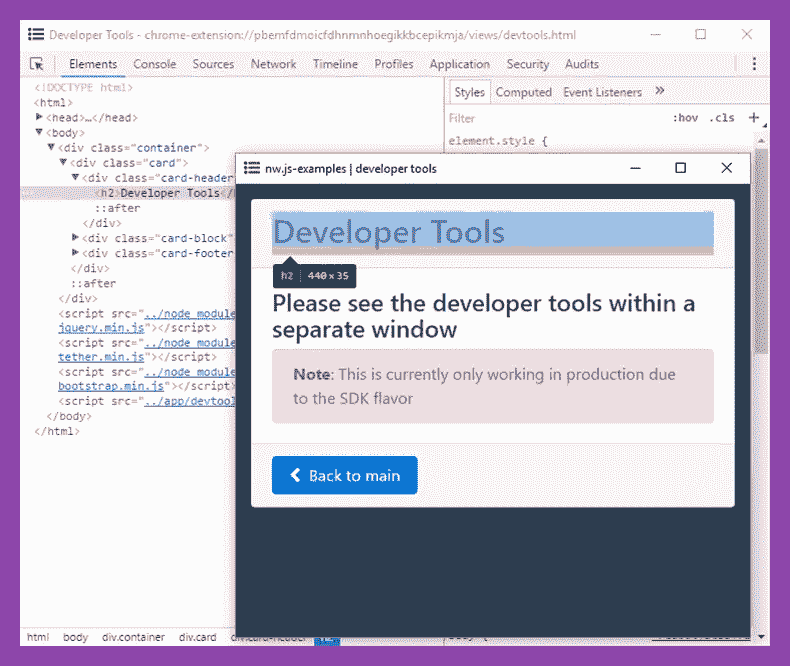 Developer Tools - chrome-extension://pbemfdmoicfdhnmnhoegikkbcepikmja/views/devtools.html
Elements Console Sources Network Timeline Profiles Application Security Audits
<!DOCTYPE html>
<html>
<head>…</head>
<body>
<div class="container">
<div class="card">
<div class="card-header
<h2>Developer Tools</
::after
</div>
<div class="card-block"
<div class="card-footer
</div>
::after
</div>
<script src="../node_module
jquery.min.js"></script>
<script src="../node_module
tether.min.js"></script>
<script src="../node_module
bootstrap.min.js"></script>
<script src="../app/devtool
</body>
</html>
html body div.container div.card
Styles Computed Event Listeners »
Filter :hov .cls +
element.style {
nw.js-examples | developer tools
Developer Tools
h2 440 × 35
Please see the developer tools within a
separate window
Note: This is currently only working in production due
to the SDK flavor
Back to main